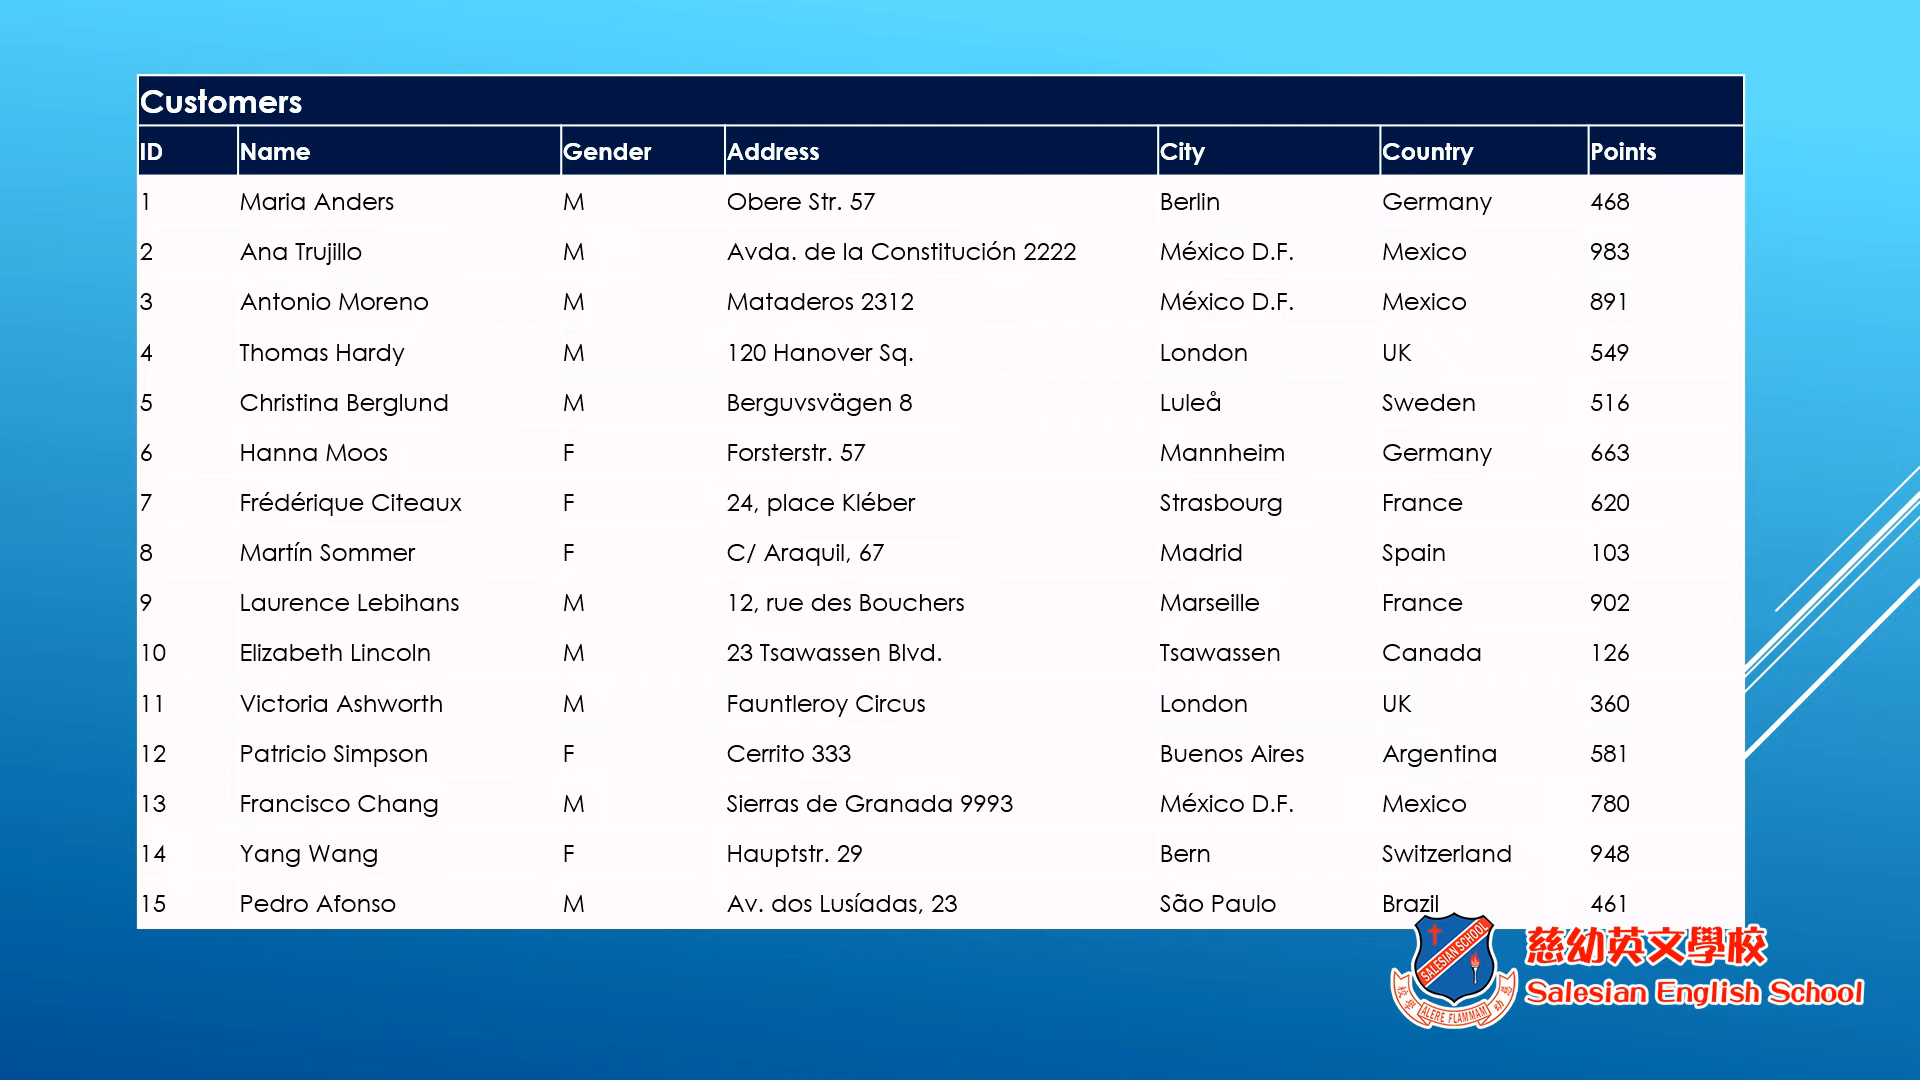 Customers
ID Name Gender Address City Country Points
1 Maria Anders M Obere Str. 57 Berlin Germany 468
2 Ana Trujillo M Avda. de la Constitución 2222 México D.F. Mexico 983
3 Antonio Moreno M Mataderos 2312 México D.F. Mexico 891
4 Thomas Hardy M 120 Hanover Sq. London UK 549
5 Christina Berglund M Berguvsvägen 8 Luleå Sweden 516
6 Hanna Moos F Forsterstr. 57 Mannheim Germany 663
7 Frédérique Citeaux F 24, place Kléber Strasbourg France 620
8 Martín Sommer F C/ Araquil, 67 Madrid Spain 103
9 Laurence Lebihans M 12, rue des Bouchers Marseille France 902
10 Elizabeth Lincoln M 23 Tsawassen Blvd. Tsawassen Canada 126
11 Victoria Ashworth M Fauntleroy Circus London UK 360
12 Patricio Simpson F Cerrito 333 Buenos Aires Argentina 581
13 Francisco Chang M Sierras de Granada 9993 México D.F. Mexico 780
14 Yang Wang F Hauptstr. 29 Bern Switzerland 948
15 Pedro Afonso M Av. dos Lusíadas, 23 São Paulo Brazil 461
SALESIAN SCHOOL
ALERE FLAMMAM
慈幼英文學校
Salesian English School